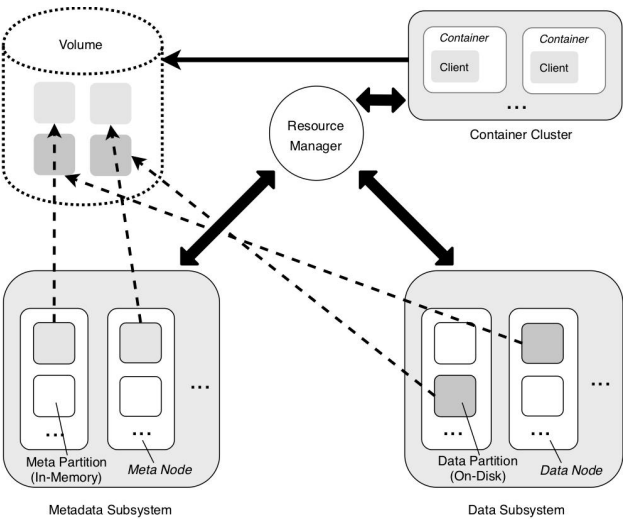 Volume
Container
Client
Container
Client
...
Container Cluster
Resource
Manager
...
...
...
Meta Partition
(In-Memory)
Meta Node
Metadata Subsystem
...
...
...
Data Partition
(On-Disk)
Data Node
Data Subsystem